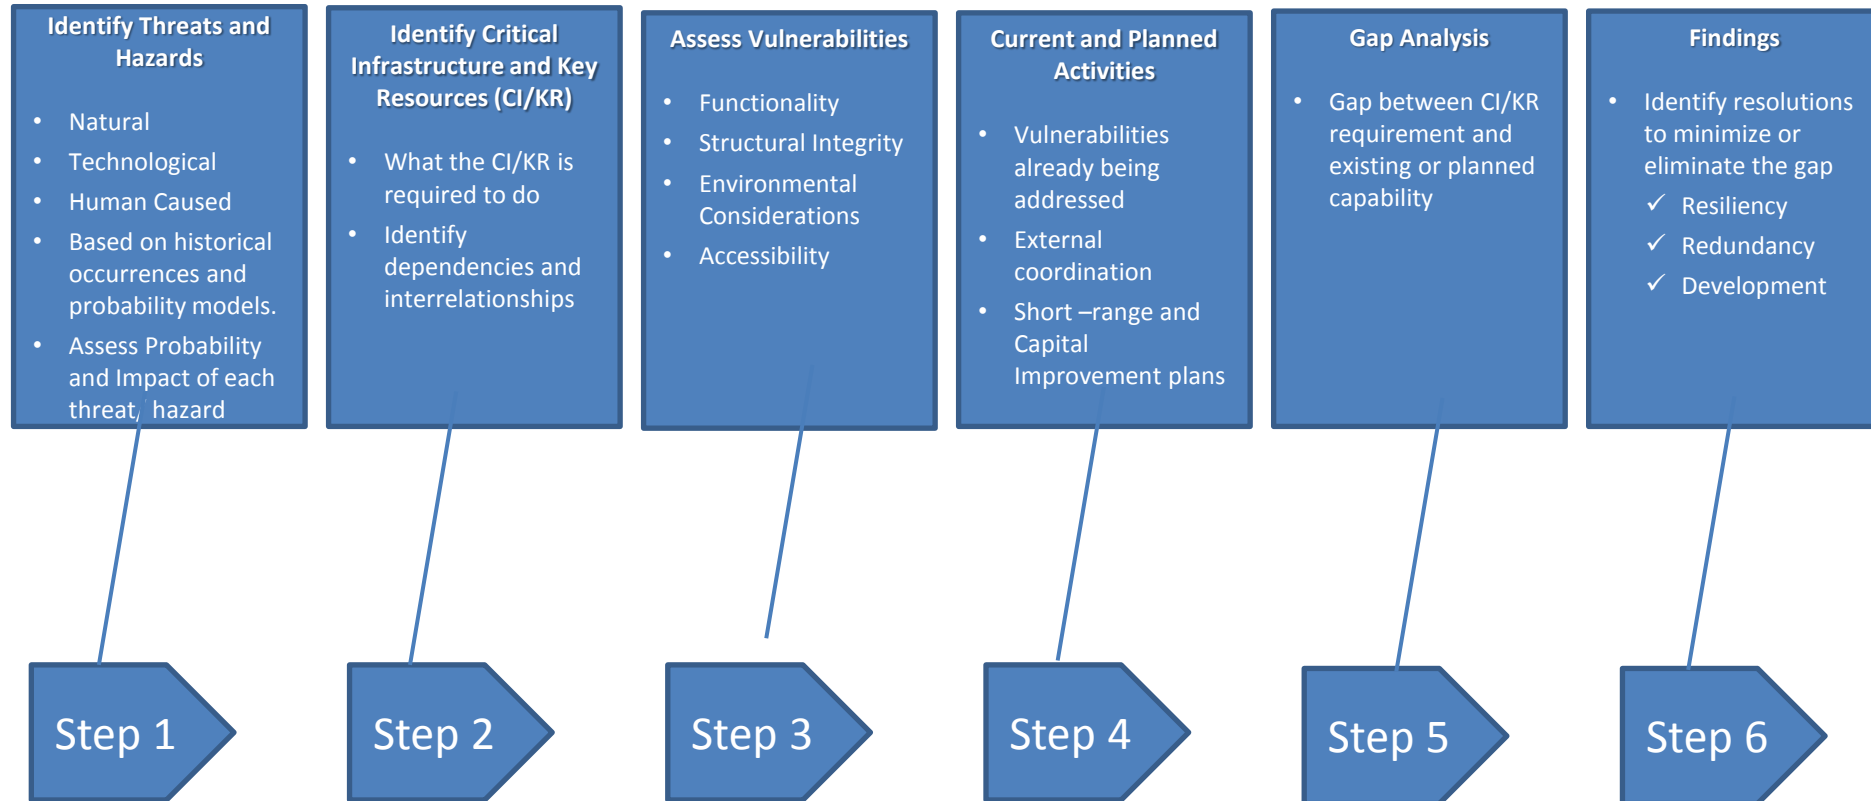 Identify Threats and
Hazards
• Natural
• Technological
• Human Caused
• Based on historical
occurrences and
probability models.
• Assess Probability
and Impact of each
threat/ hazard
Identify Critical
Infrastructure and Key
Resources (CI/KR)
• What the CI/KR is
required to do
• Identify
dependencies and
interrelationships
Assess Vulnerabilities
• Functionality
• Structural Integrity
• Environmental
Considerations
• Accessibility
Current and Planned
Activities
• Vulnerabilities
already being
addressed
• External
coordination
• Short –range and
Capital
Improvement plans
Gap Analysis
• Gap between CI/KR
requirement and
existing or planned
capability
Findings
• Identify resolutions
to minimize or
eliminate the gap
✓ Resiliency
✓ Redundancy
✓ Development
Step 1
Step 2
Step 3
Step 4
Step 5
Step 6